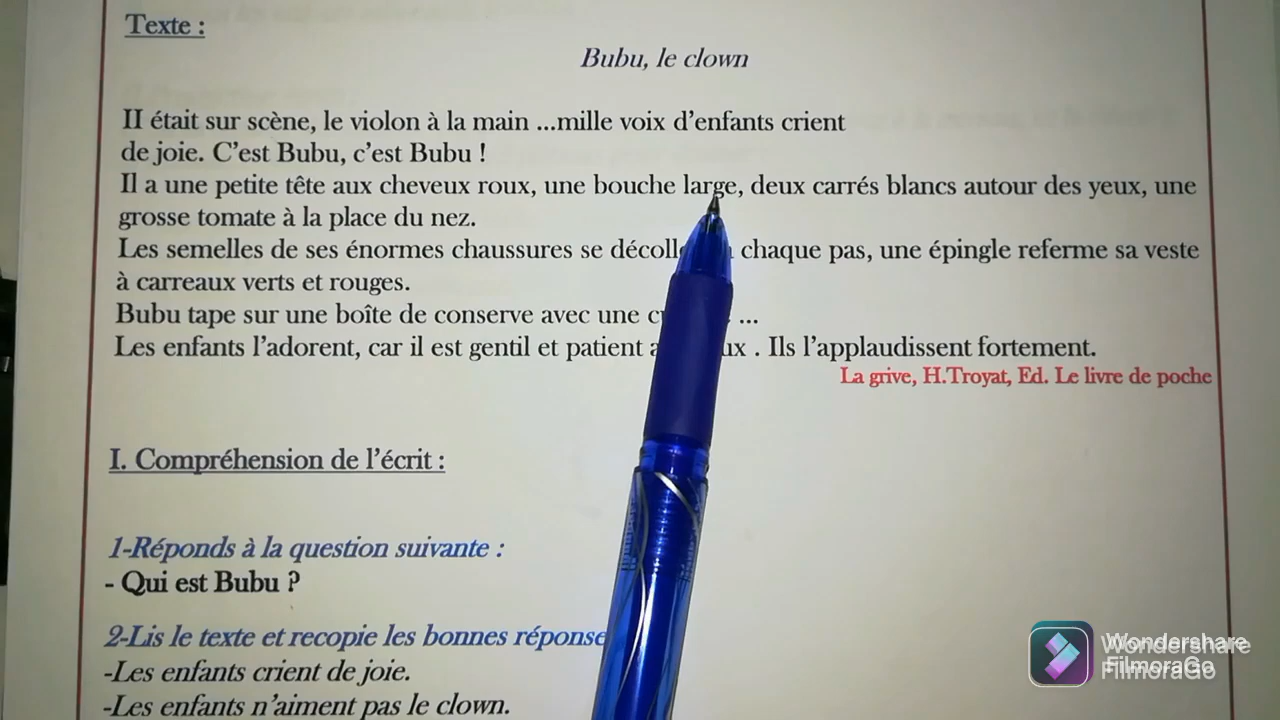 Texte :
Bubu, le clown
II était sur scène, le violon à la main ...mille voix d'enfants crient
de joie. C'est Bubu, c'est Bubu !
Il a une petite tête aux cheveux roux, une bouche large, deux carrés blancs autour des yeux, une
grosse tomate à la place du nez.
Les semelles de ses énormes chaussures se chaque pas, une épingle referme sa veste
à carreaux verts et rouges.
Bubu tape sur une boîte de conserve avec une ...
Les enfants l'adorent, car il est gentil et patient . Ils l'applaudissent fortement.
La grive, H.Troyat, Ed. Le livre de poche
I. Compréhension de l'écrit :
1-Réponds à la question suivante :
- Qui est Bubu ?
2-Lis le texte et recopie les bonnes réponse
-Les enfants crient de joie.
-Les enfants n'aiment pas le clown.
Wondershare
FilmoraGo